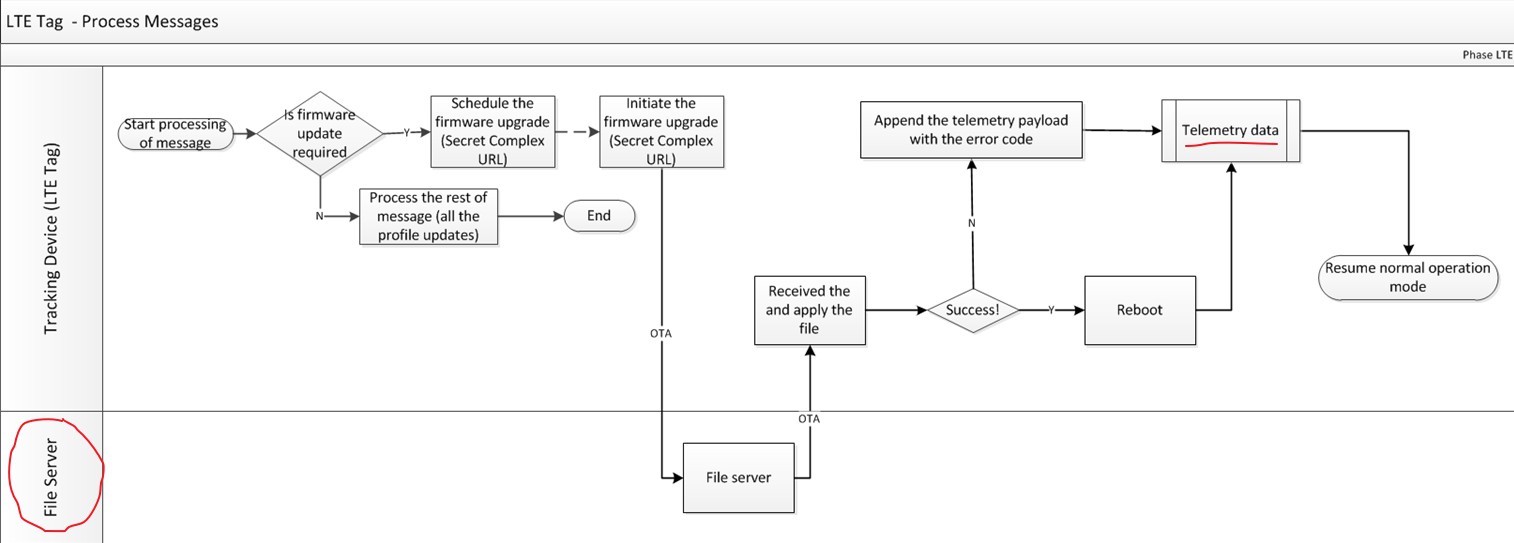 LTE Tag - Process Messages
Phase LTE
Tracking Device (LTE Tag)
Start processing
of message
Is firmware
update
required
Y
Schedule the
firmware upgrade
(Secret Complex
URL)
Initiate the
firmware upgrade
(Secret Complex
URL)
N
Process the rest of
message (all the
profile updates)
End
OTA
Append the telemetry payload
with the error code
Telemetry data
N
Received the
and apply the
file
Success!
Y
Reboot
Resume normal operation
mode
OTA
File Server
File server